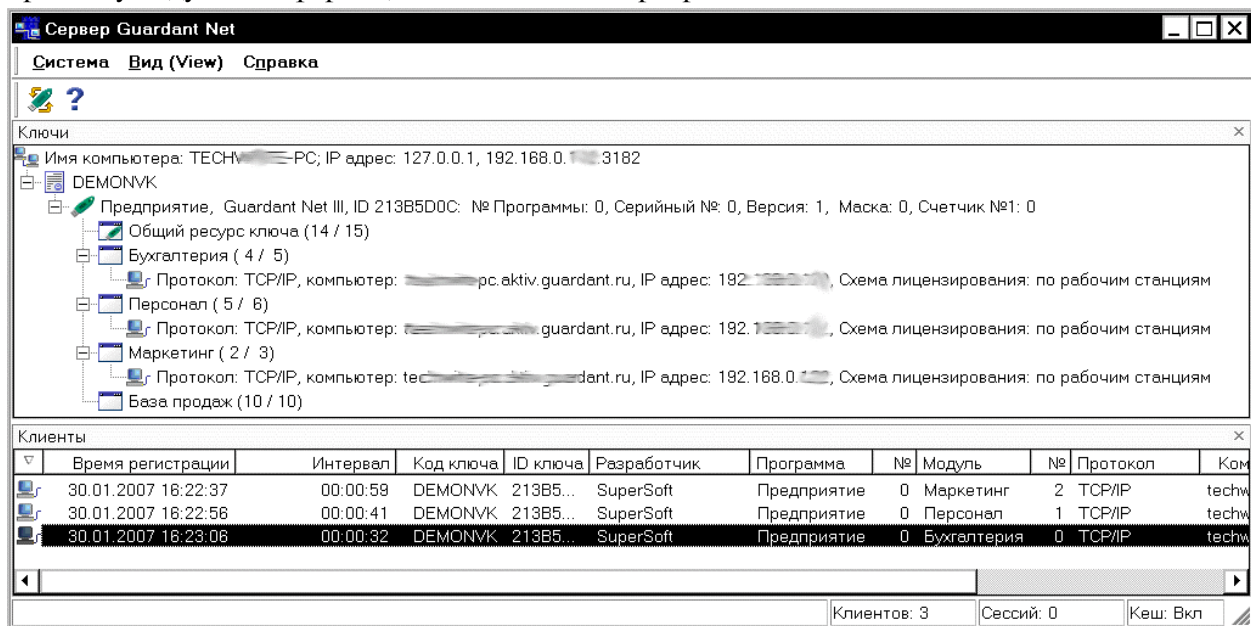 Сервер Guardant Net
Система Вид (View) Справка
Ключи
Имя компьютера: TECHW -PC; IP адрес: 127.0.0.1, 192.168.0. :3182
DEMONVK
Предприятие, Guardant Net III, ID 213B5D0C: № Программы: 0, Серийный №: 0, Версия: 1, Маска: 0, Счетчик №1: 0
Общий ресурс ключа (14 / 15)
Бухгалтерия ( 4 / 5)
Протокол: TCP/IP, компьютер: pc.aktiv.guardant.ru, IP адрес: 192. , Схема лицензирования: по рабочим станциям
Персонал ( 5 / 6)
Протокол: TCP/IP, компьютер: .guardant.ru, IP адрес: 192. , Схема лицензирования: по рабочим станциям
Маркетинг ( 2 / 3)
Протокол: TCP/IP, компьютер: tec dant.ru, IP адрес: 192.168.0. , Схема лицензирования: по рабочим станциям
База продаж (10 / 10)
Клиенты
Время регистрации Интервал Код ключа ID ключа Разработчик Программа № Модуль № Протокол Ком
30.01.2007 16:22:37 00:00:59 DEMONVK 213B5... SuperSoft Предприятие 0 Маркетинг 2 TCP/IP techw
30.01.2007 16:22:56 00:00:41 DEMONVK 213B5... SuperSoft Предприятие 0 Персонал 1 TCP/IP techw
30.01.2007 16:23:06 00:00:32 DEMONVK 213B5... SuperSoft Предприятие 0 Бухгалтерия 0 TCP/IP techw
Клиентов: 3 Сессий: 0 Кеш: Вкл